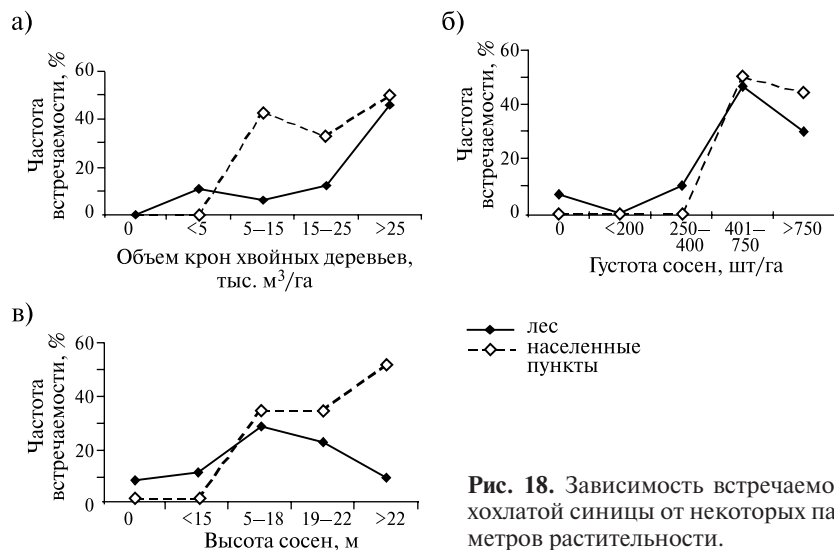 а)
Частота
встречаемости, %
60
40
20
0
0
<5
5–15
15–25
>25
Объем крон хвойных деревьев,
тыс. м³/га
б)
Частота
встречаемости, %
60
40
20
0
0
<200
250–
400
401–
750
>750
Густота сосен, шт/га
в)
Частота
встречаемости, %
60
40
20
0
0
<15
5–18
19–22
>22
Высота сосен, м
лес
населенные
пункты
Рис. 18. Зависимость встречаемо
хохлатой синицы от некоторых па
метров растительности.